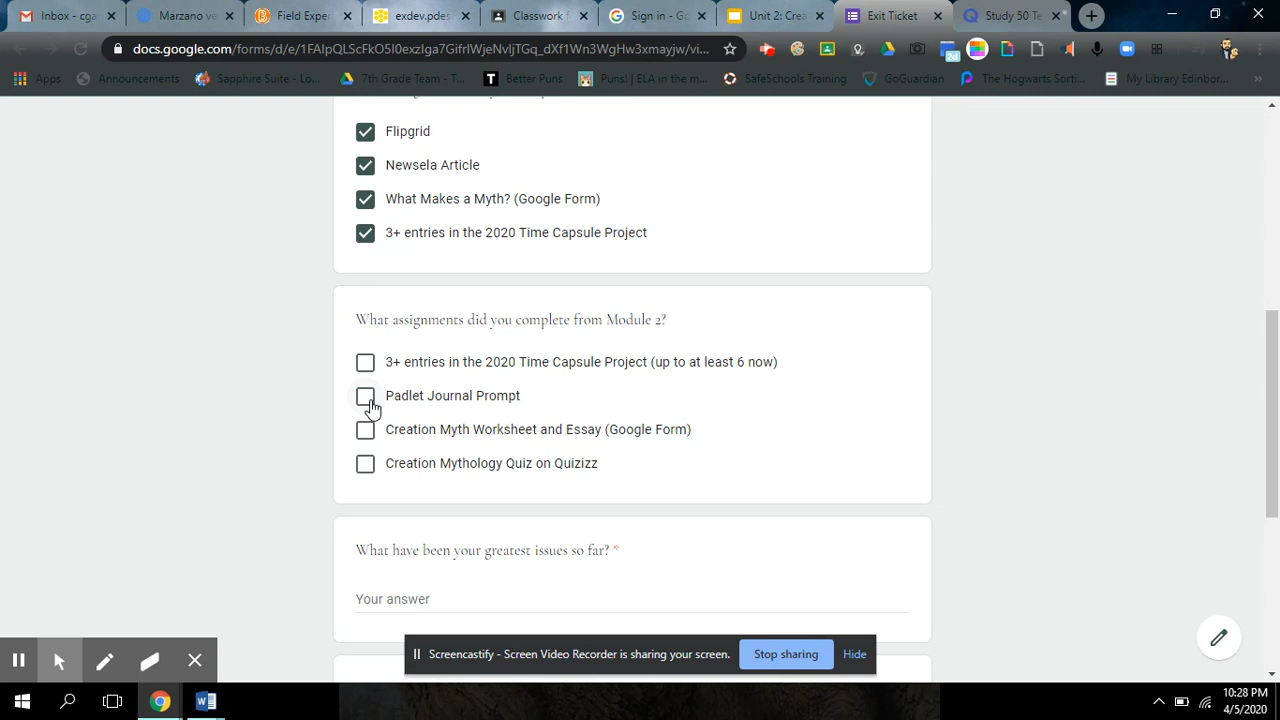 Inbox - cga
Marzano ve
Field Exper
exdev.pdes
Classwork f
Sign in - Go
Unit 2: Crea
Exit Ticket
Study 50 Te
docs.google.com/forms/d/e/1FAIpQLScFkO5I0exzIga7GifrlWjeNvljTGq_dXf1Wn3WgHw3xmayjw/vi...
2d
Apps
Announcements
Sapphire Suite - Lo...
7th Grade Team - T...
T
Better Puns
Puns! | ELA in the m...
SafeSchools Training
GoGuardian
The Hogwarts Sorti...
My Library Edinbor...
Flipgrid
Newsela Article
What Makes a Myth? (Google Form)
3+ entries in the 2020 Time Capsule Project
What assignments did you complete from Module 2?
3+ entries in the 2020 Time Capsule Project (up to at least 6 now)
Padlet Journal Prompt
Creation Myth Worksheet and Essay (Google Form)
Creation Mythology Quiz on Quizizz
What have been your greatest issues so far? *
Your answer
Screencastify - Screen Video Recorder is sharing your screen.
Stop sharing
Hide
10:28 PM
4/5/2020